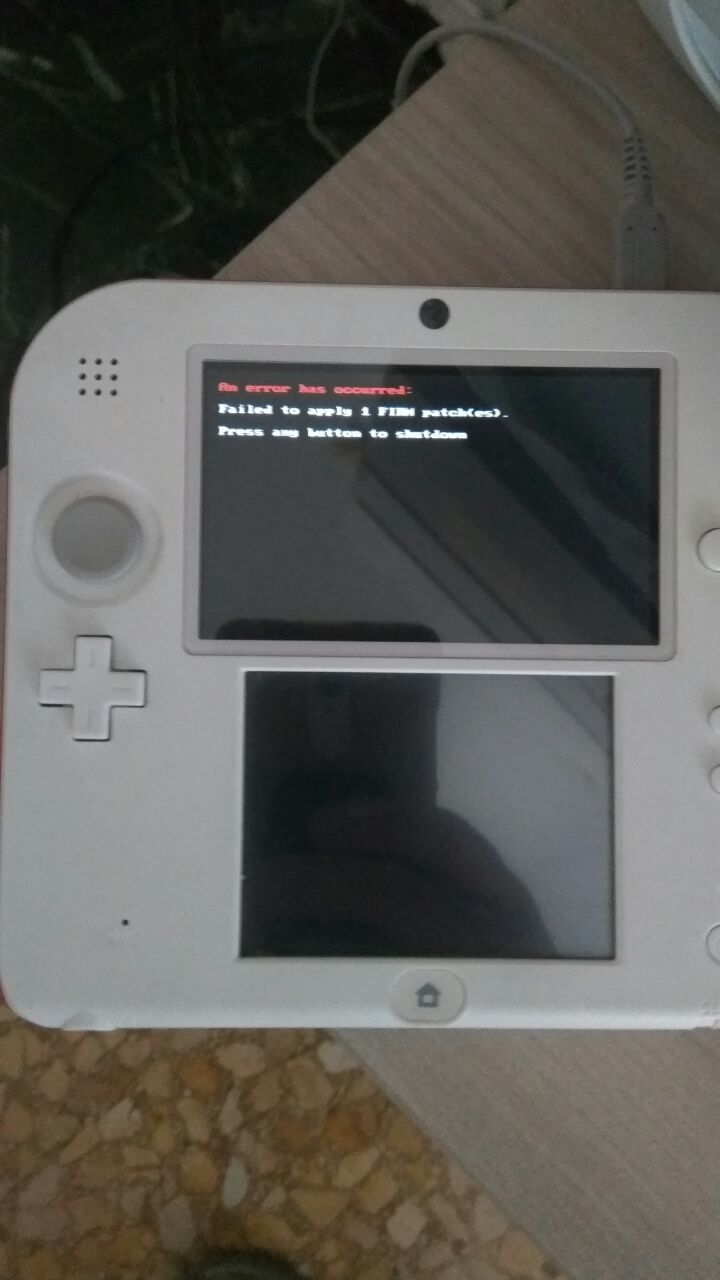 An error has occurred:
Failed to apply 1 FIRM patch(es).
Press any button to shutdown